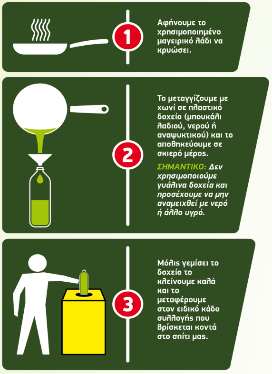 1
Αφήνουμε το
χρησιμοποιημένο
μαγειρικό λάδι να
κρυώσει.
2
Το μεταγγίζουμε με
χωνί σε πλαστικό
δοχείο (μπουκάλι
λαδιού, νερού ή
αναψυκτικού) και το
αποθηκεύουμε σε
σκιερό μέρος.
ΣΗΜΑΝΤΙΚΟ: Δεν
χρησιμοποιούμε
γυάλινα δοχεία και
προσέχουμε να μην
αναμειχθεί με νερό
ή άλλο υγρό.
3
Μόλις γεμίσει το
δοχείο το
κλείνουμε καλά
και το
μεταφέρουμε
στον ειδικό κάδο
συλλογής που
βρίσκεται κοντά
στο σπίτι μας.